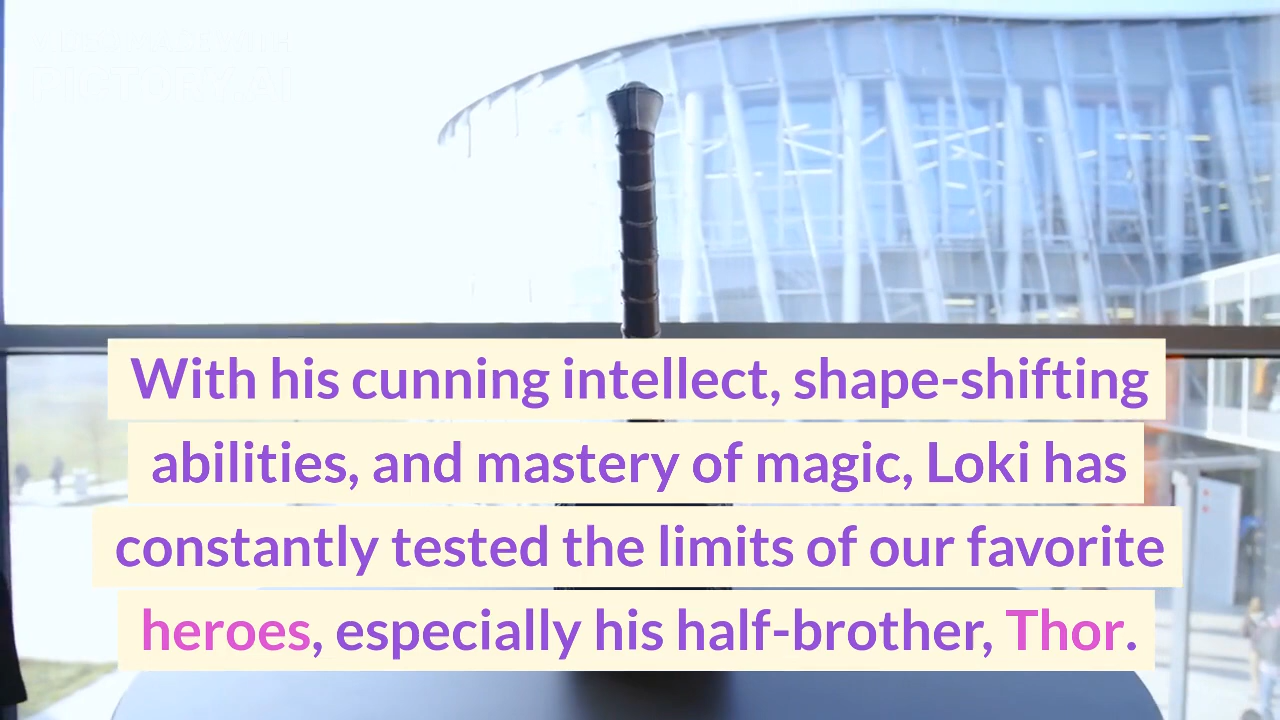 With his cunning intellect, shape-shifting
abilities, and mastery of magic, Loki has
constantly tested the limits of our favorite
heroes, especially his half-brother, Thor.